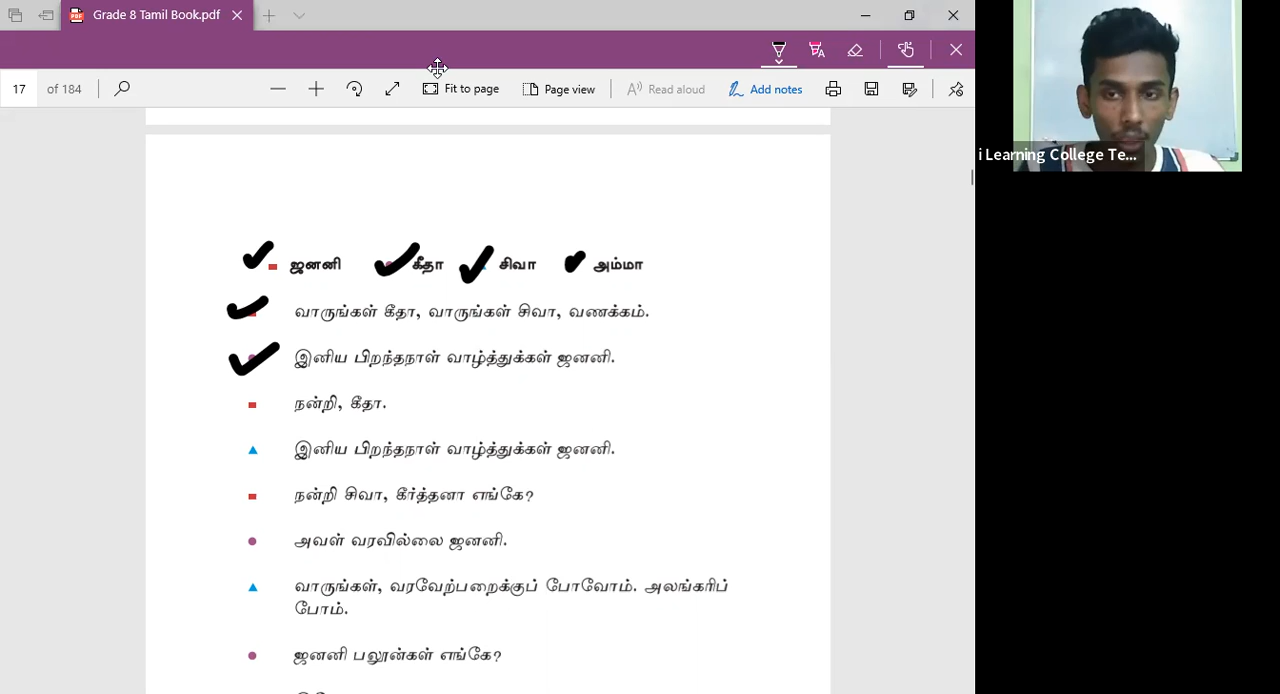 Grade 8 Tamil Book.pdf
17 of 184
Fit to page
Page view
Read aloud
Add notes
i Learning College Te...
ஜனனி கீதா சிவா அம்மா
வாருங்கள் கீதா, வாருங்கள் சிவா, வணக்கம்.
இனிய பிறந்தநாள் வாழ்த்துக்கள் ஜனனி.
நன்றி, கீதா.
இனிய பிறந்தநாள் வாழ்த்துக்கள் ஜனனி.
நன்றி சிவா, கீர்த்தனா எங்கே?
அவள் வரவில்லை ஜனனி.
வாருங்கள், வரவேற்பறைக்குப் போவோம். அலங்கரிப்
போம்.
ஜனனி பலூன்கள் எங்கே?